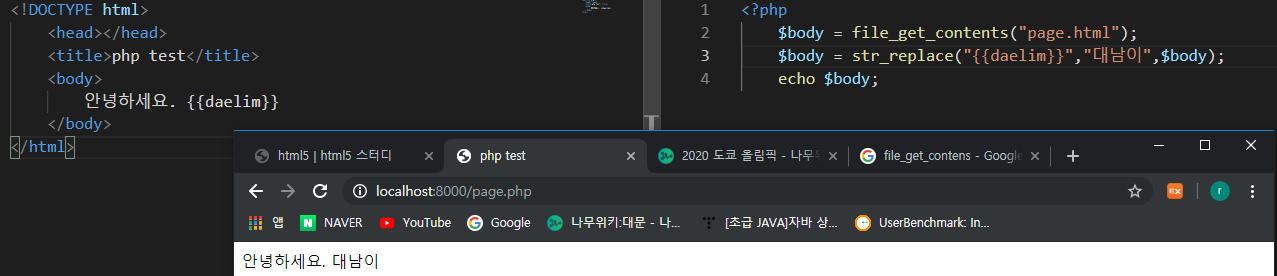 <!DOCTYPE html>
<head></head>
<title>php test</title>
<body>
안녕하세요. {{daelim}}
</body>
</html>
1 <?php
2 $body = file_get_contents("page.html");
3 $body = str_replace("{{daelim}}","대남이",$body);
4 echo $body;
html5 | html5 스터디
php test
2020 도쿄 올림픽 - 나무
file_get_contens - Google
localhost:8000/page.php
EX
r
앱
NAVER
YouTube
Google
나무위키:대문 - 나...
[초급 JAVA]자바 상...
UserBenchmark: In...
안녕하세요. 대남이